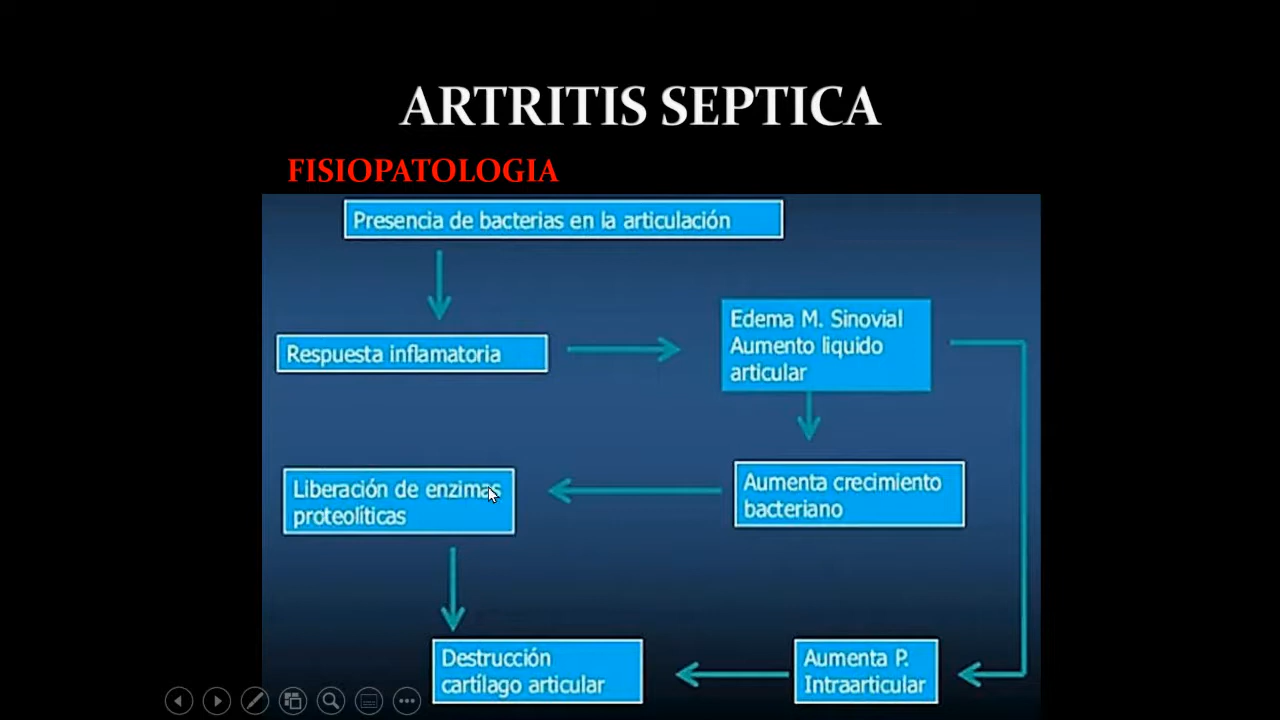 ARTRITIS SEPTICA
FISIOPATOLOGIA
Presencia de bacterias en la articulación
Respuesta inflamatoria
Edema M. Sinovial
Aumento liquido
articular
Aumenta crecimiento
bacteriano
Liberación de enzimas
proteolíticas
Destrucción
cartílago articular
Aumenta P.
Intraarticular